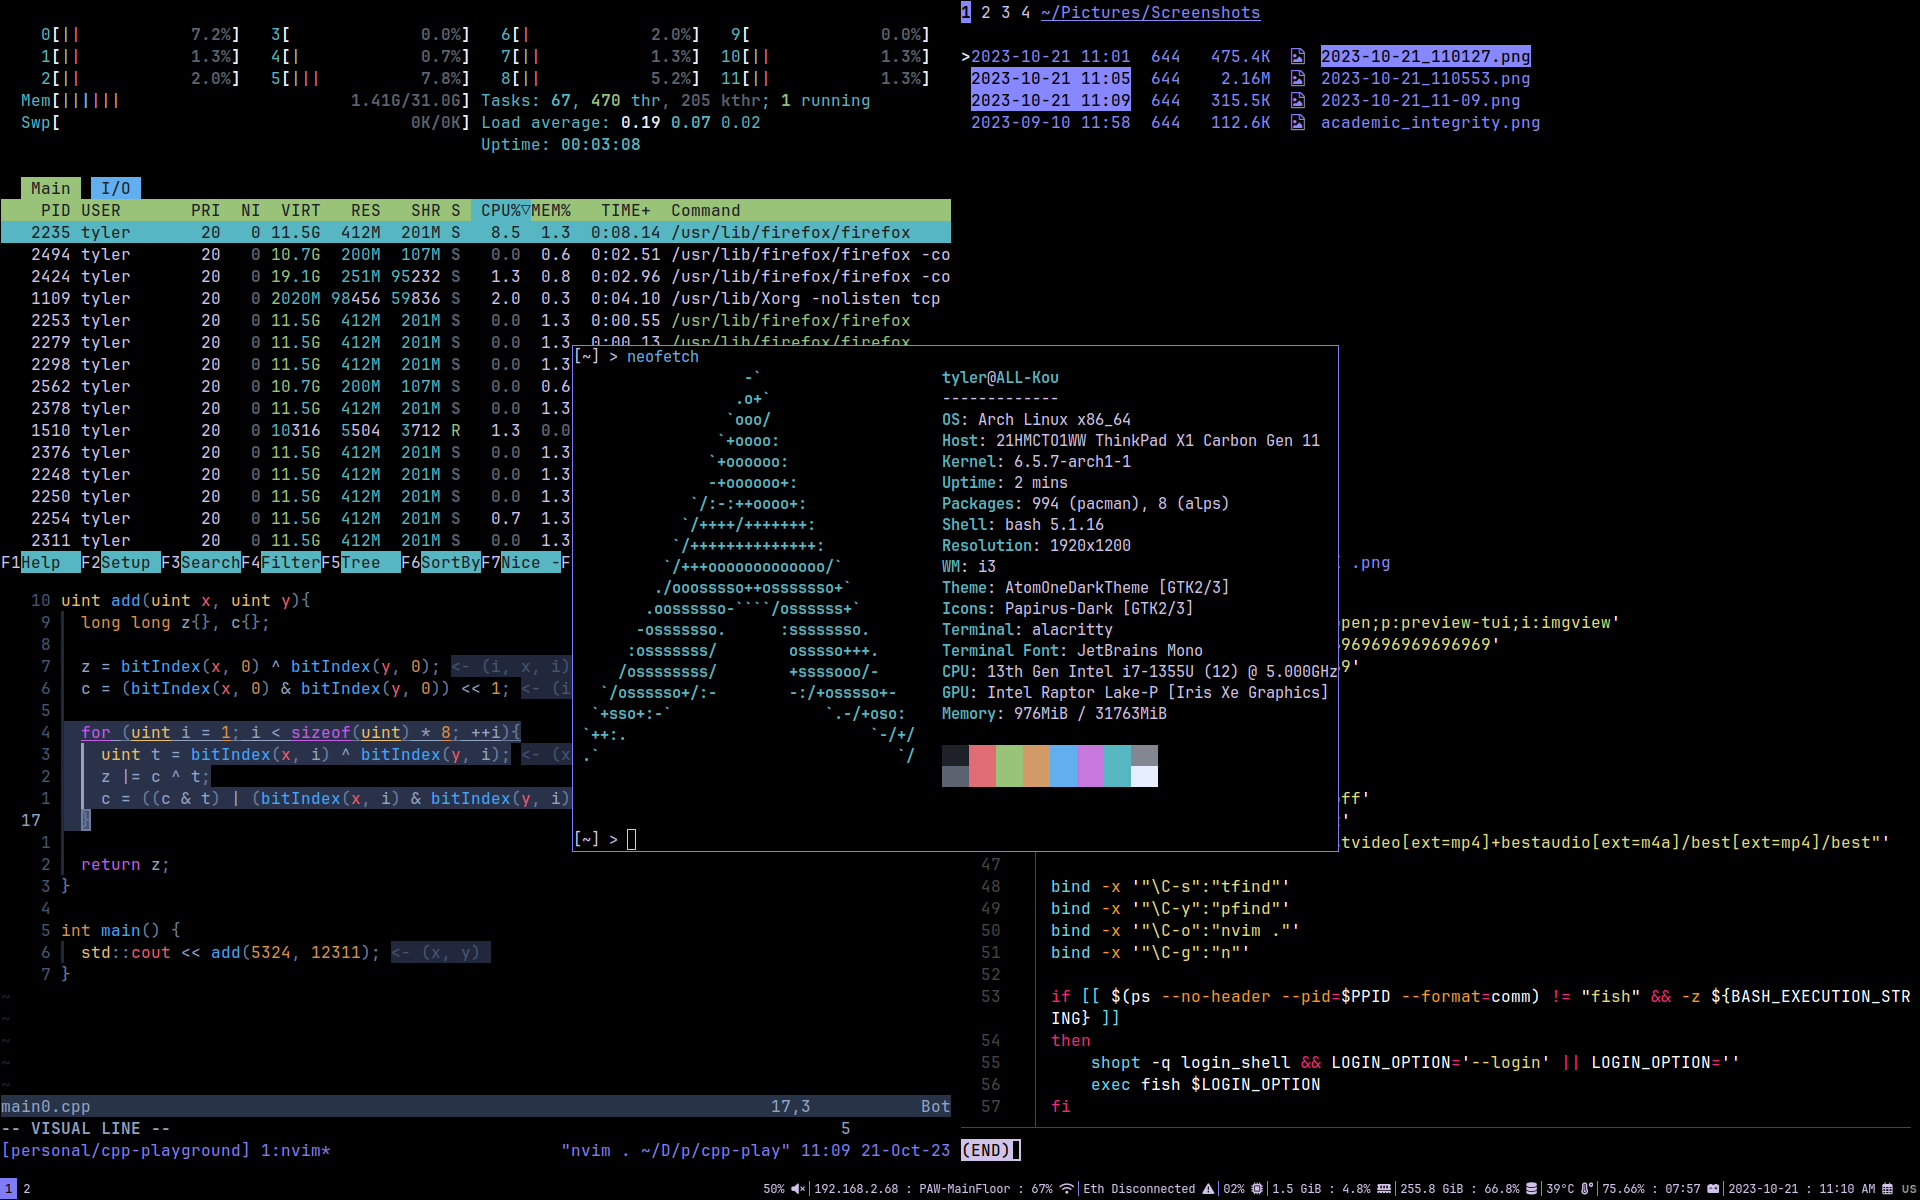 0[|| 7.2%] 3[ 0.0%] 6[| 2.0%] 9[ 0.0%]
1[|| 1.3%] 4[| 0.7%] 7[|| 1.3%] 10[|| 1.3%]
2[|| 2.0%] 5[||| 7.8%] 8[|| 5.2%] 11[|| 1.3%]
Mem[|||||| 1.41G/31.0G] Tasks: 67, 470 thr, 205 kthr; 1 running
Swp[ 0K/0K] Load average: 0.19 0.07 0.02
Uptime: 00:03:08
Main I/O
PID USER PRI NI VIRT RES SHR S CPU%▽MEM% TIME+ Command
2235 tyler 20 0 11.5G 412M 201M S 8.5 1.3 0:08.14 /usr/lib/firefox/firefox
2494 tyler 20 0 10.7G 200M 107M S 0.0 0.6 0:02.51 /usr/lib/firefox/firefox -co
2424 tyler 20 0 19.1G 251M 95232 S 1.3 0.8 0:02.96 /usr/lib/firefox/firefox -co
1109 tyler 20 0 2020M 98456 59836 S 2.0 0.3 0:04.10 /usr/lib/Xorg -nolisten tcp
2253 tyler 20 0 11.5G 412M 201M S 0.0 1.3 0:00.55 /usr/lib/firefox/firefox
2279 tyler 20 0 11.5G 412M 201M S 0.0 1.3 0:00.13 /usr/lib/firefox/firefox
2298 tyler 20 0 11.5G 412M 201M S 0.0 1.3
2562 tyler 20 0 10.7G 200M 107M S 0.0 0.6
2378 tyler 20 0 11.5G 412M 201M S 0.0 1.3
1510 tyler 20 0 10316 5504 3712 R 1.3 0.0
2376 tyler 20 0 11.5G 412M 201M S 0.0 1.3
2248 tyler 20 0 11.5G 412M 201M S 0.0 1.3
2250 tyler 20 0 11.5G 412M 201M S 0.0 1.3
2254 tyler 20 0 11.5G 412M 201M S 0.7 1.3
2311 tyler 20 0 11.5G 412M 201M S 0.0 1.3
F1Help F2Setup F3SearchF4FilterF5Tree F6SortByF7Nice -F
1 2 3 4 ~/Pictures/Screenshots
>2023-10-21 11:01 644 475.4K 2023-10-21_110127.png
2023-10-21 11:05 644 2.16M 2023-10-21_110553.png
2023-10-21 11:09 644 315.5K 2023-10-21_11-09.png
2023-09-10 11:58 644 112.6K academic_integrity.png
.png
[~] > neofetch
-`
.o+`
`ooo/
`+oooo:
`+oooooo:
-+oooooo+:
`/:-:++oooo+:
`/++++/+++++++:
`/++++++++++++++:
`/+++ooooooooooooo/`
./ooosssso++osssssso+`
.oossssso-````/ossssss+`
-osssssso. :ssssssso.
:osssssss/ osssso+++.
/ossssssss/ +ssssooo/-
`/ossssso+/:- -:/+osssso+-
`+sso+:-` `.-/+oso:
`++:. `-/+/
.` `/
tyler@ALL-Kou
-------------
OS: Arch Linux x86_64
Host: 21HMCTO1WW ThinkPad X1 Carbon Gen 11
Kernel: 6.5.7-arch1-1
Uptime: 2 mins
Packages: 994 (pacman), 8 (alps)
Shell: bash 5.1.16
Resolution: 1920x1200
WM: i3
Theme: AtomOneDarkTheme [GTK2/3]
Icons: Papirus-Dark [GTK2/3]
Terminal: alacritty
Terminal Font: JetBrains Mono
CPU: 13th Gen Intel i7-1355U (12) @ 5.000GHz
GPU: Intel Raptor Lake-P [Iris Xe Graphics]
Memory: 976MiB / 31763MiB
[~] >
10 uint add(uint x, uint y){
9 long long z{}, c{};
8
7 z = bitIndex(x, 0) ^ bitIndex(y, 0); <- (i, x, i)
6 c = (bitIndex(x, 0) & bitIndex(y, 0)) << 1; <- (i
5
4 for (uint i = 1; i < sizeof(uint) * 8; ++i){
3 uint t = bitIndex(x, i) ^ bitIndex(y, i); <- (x
2 z |= c ^ t;
1 c = ((c & t) | (bitIndex(x, i) & bitIndex(y, i)
17 }
1
2 return z;
3 }
4
5 int main() {
6 std::cout << add(5324, 12311); <- (x, y)
7 }
~
~
~
~
~
main0.cpp 17,3 Bot
-- VISUAL LINE -- 5
[personal/cpp-playground] 1:nvim* "nvim . ~/D/p/cpp-play" 11:09 21-Oct-23
pen;p:preview-tui;i:imgview'
6969696969696969'
9'
ff'
'
tvideo[ext=mp4]+bestaudio[ext=m4a]/best[ext=mp4]/best"'
47
48 bind -x '"\C-s":"tfind"'
49 bind -x '"\C-y":"pfind"'
50 bind -x '"\C-o":"nvim ."'
51 bind -x '"\C-g":"n"'
52
53 if [[ $(ps --no-header --pid=$PPID --format=comm) != "fish" && -z ${BASH_EXECUTION_STR
ING} ]]
54 then
55 shopt -q login_shell && LOGIN_OPTION='--login' || LOGIN_OPTION=''
56 exec fish $LOGIN_OPTION
57 fi
(END)
1 2 50% | 192.168.2.68 : PAW-MainFloor : 67% | Eth Disconnected | 02% | 1.5 GiB : 4.8% | 255.8 GiB : 66.8% | 39°C | 75.66% : 07:57 | 2023-10-21 : 11:10 AM US